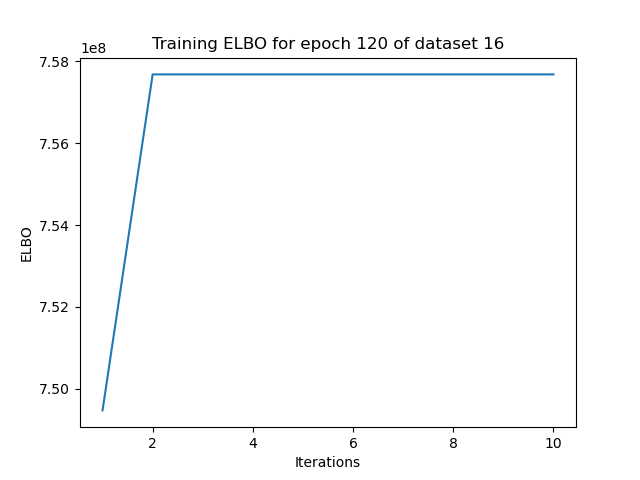 Training ELBO for epoch 120 of dataset 16
1e8
7.58
7.56
7.54
7.52
7.50
ELBO
2 4 6 8 10
Iterations